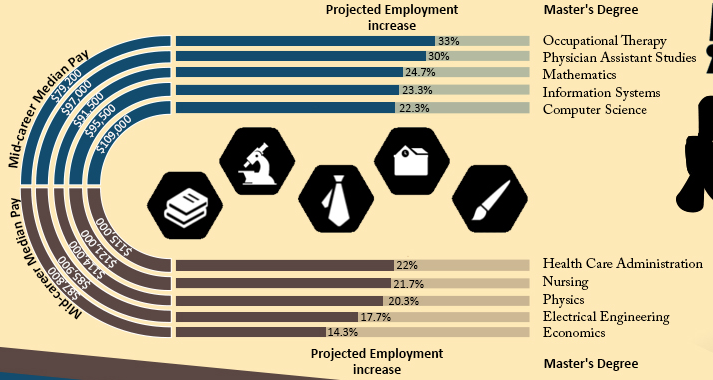 Projected Employment
increase
Master's Degree
Mid-career Median Pay
$79,200
33%
Occupational Therapy
$97,000
30%
Physician Assistant Studies
$91,500
24.7%
Mathematics
$95,500
23.3%
Information Systems
$109,000
22.3%
Computer Science
Mid-career Median Pay
$115,000
22%
Health Care Administration
$121,000
21.7%
Nursing
$114,000
20.3%
Physics
$85,900
17.7%
Electrical Engineering
$87,800
14.3%
Economics
Projected Employment
increase
Master's Degree